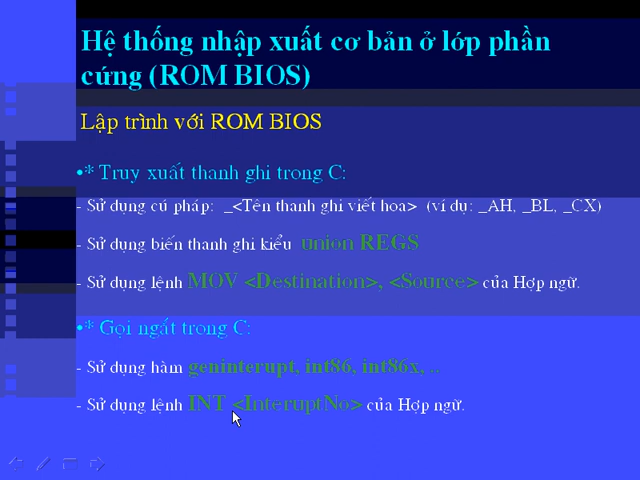 Hệ thống nhập xuất cơ bản ở lớp phần
cứng (ROM BIOS)
Lập trình với ROM BIOS
•* Truy xuất thanh ghi trong C:
- Sử dụng cú pháp: _<Tên thanh ghi viết hoa> (ví dụ: _AH, _BL, _CX)
- Sử dụng biến thanh ghi kiểu union REGS
- Sử dụng lệnh MOV <Destination>, <Source> của Hợp ngữ.
•* Gọi ngắt trong C:
- Sử dụng hàm geninterupt, int86, int86x, ..
- Sử dụng lệnh INT <InteruptNo> của Hợp ngữ.